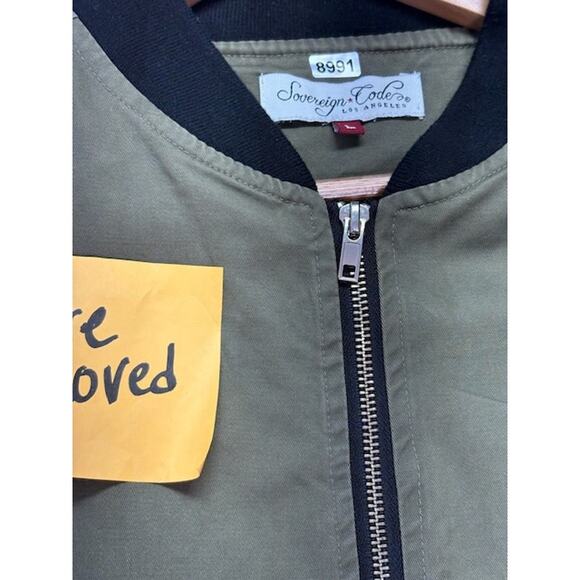 8991
Sovereign Code®
LOS ANGELES
L
re
oved